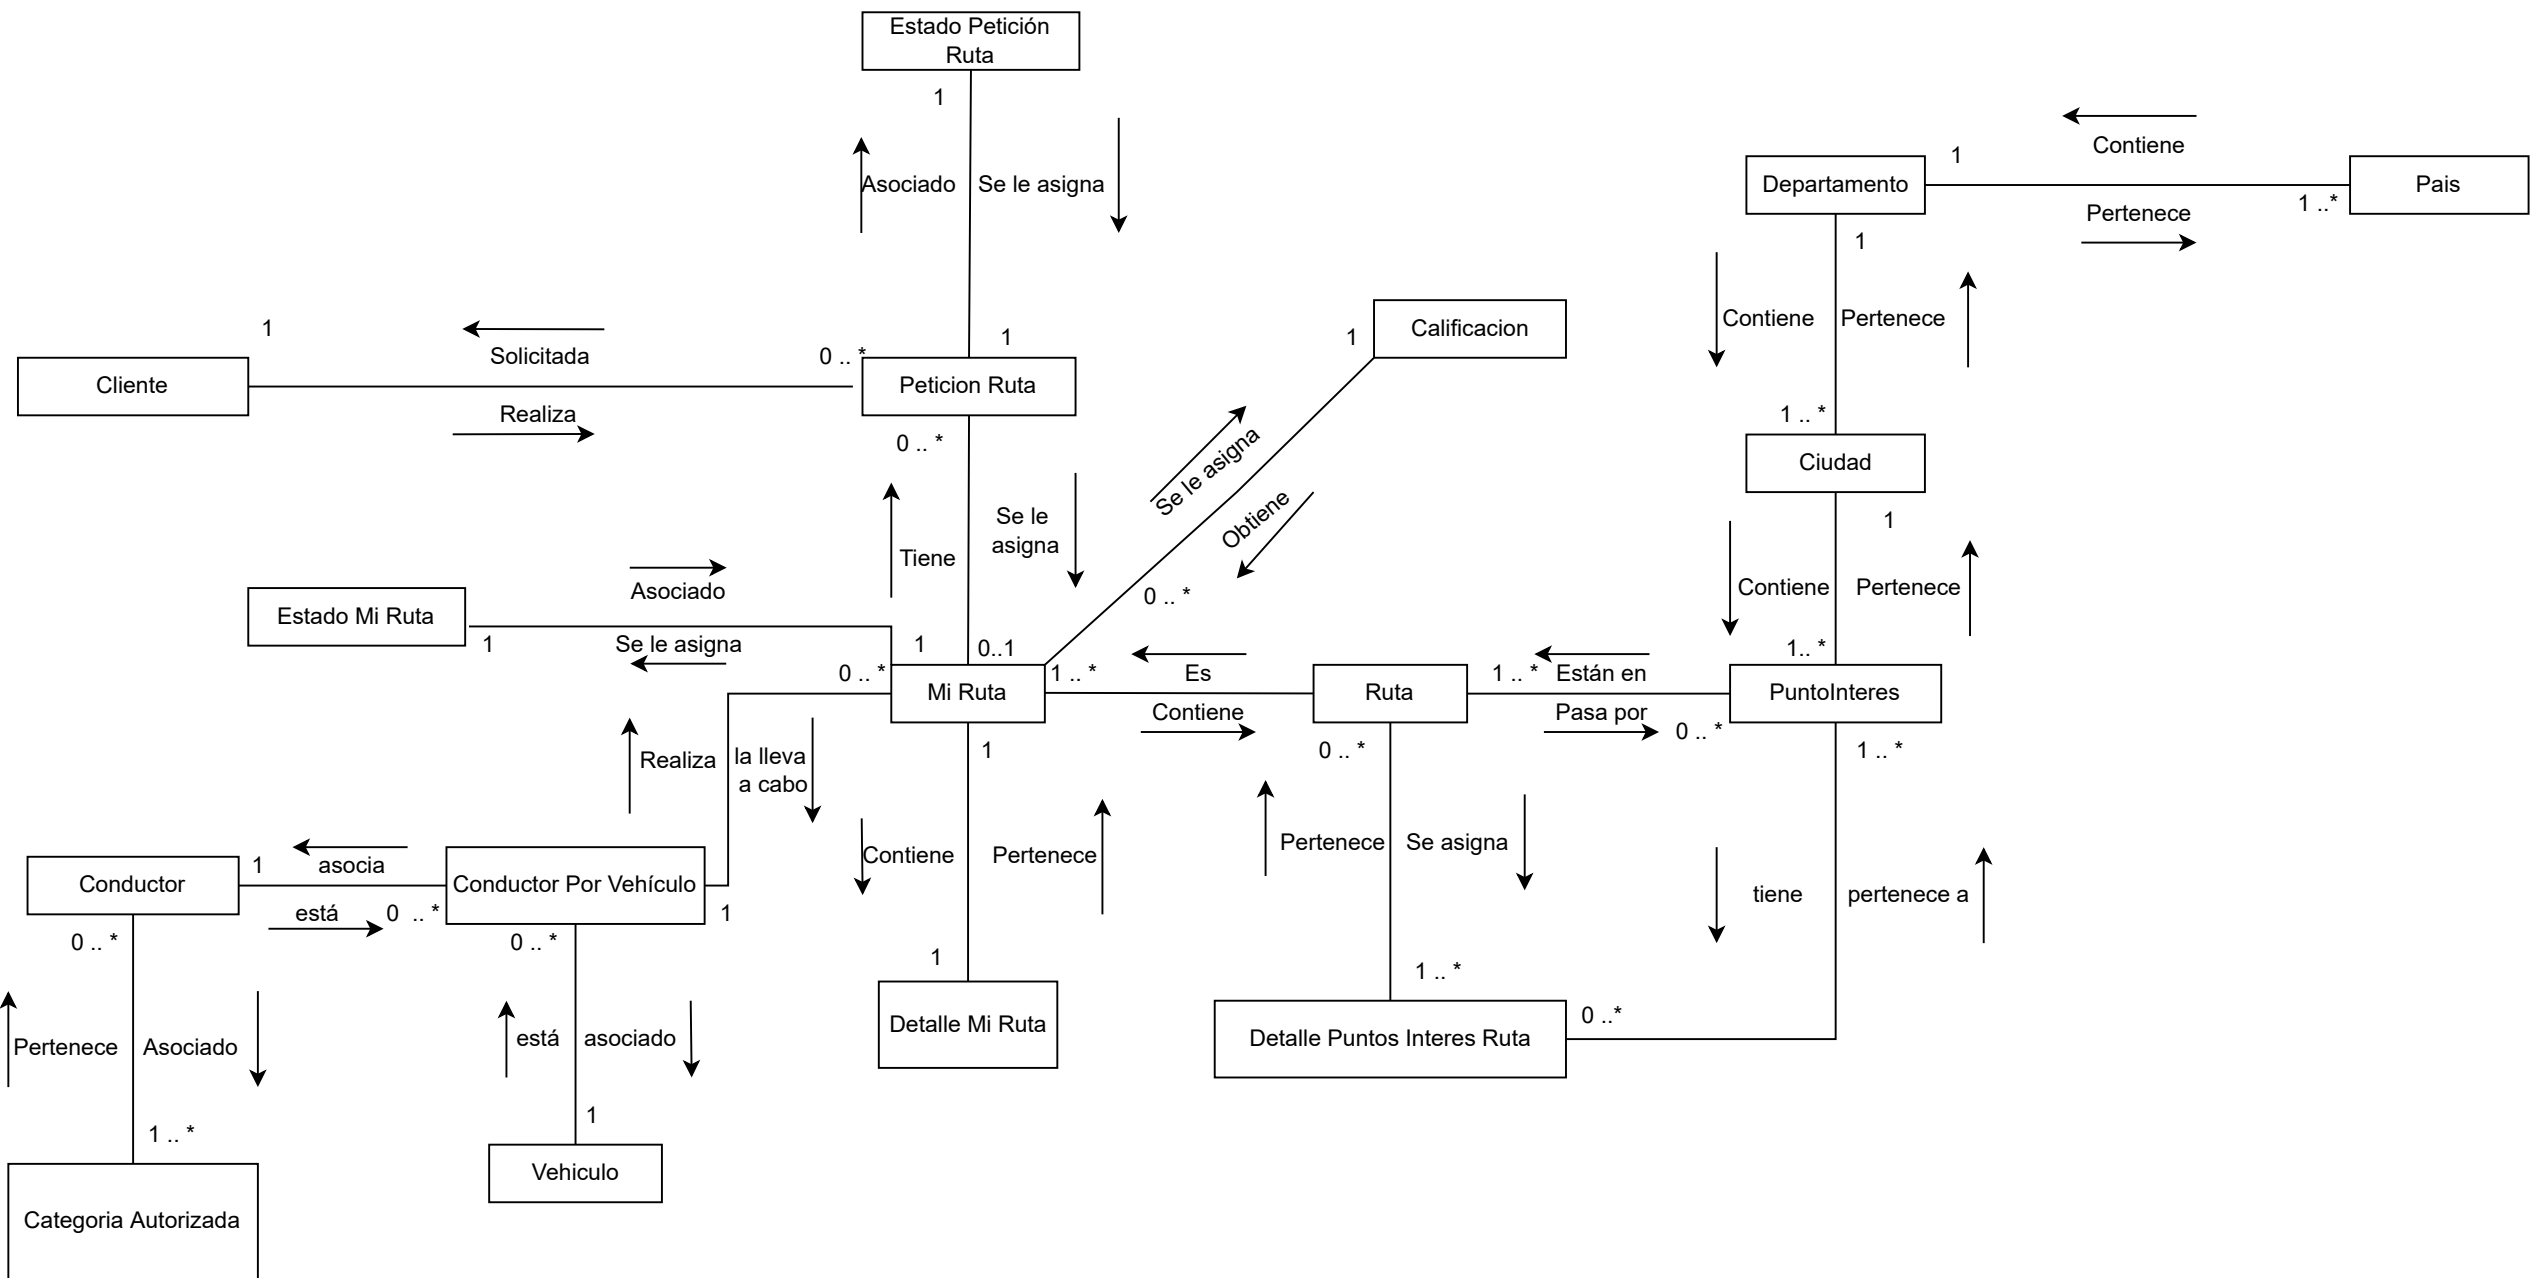 Estado Petición
Ruta
1
Asociado
Se le asigna
Contiene
1
Departamento
Pais
1 ..*
Pertenece
1
Contiene
Pertenece
1
Solicitada
0 .. *
1
Calificacion
1
Cliente
Peticion Ruta
Realiza
0 .. *
1 .. *
Ciudad
1
Se le asigna
Obtiene
Se le
asigna
Tiene
0 .. *
Contiene
Pertenece
Asociado
Estado Mi Ruta
1
Se le asigna
1
0..1
1.. *
0 .. *
Mi Ruta
1 .. *
Es
Contiene
Ruta
1 .. *
Están en
Pasa por
0 .. *
PuntoInteres
Realiza
la lleva
a cabo
1
0 .. *
1 .. *
Contiene
Pertenece
Pertenece
Se asigna
tiene
pertenece a
Conductor
1
asocia
está
0 .. *
Conductor Por Vehículo
1
0 .. *
0 .. *
1
1 .. *
Detalle Mi Ruta
Detalle Puntos Interes Ruta
0 ..*
Pertenece
Asociado
está
asociado
1
1 .. *
Vehiculo
Categoria Autorizada